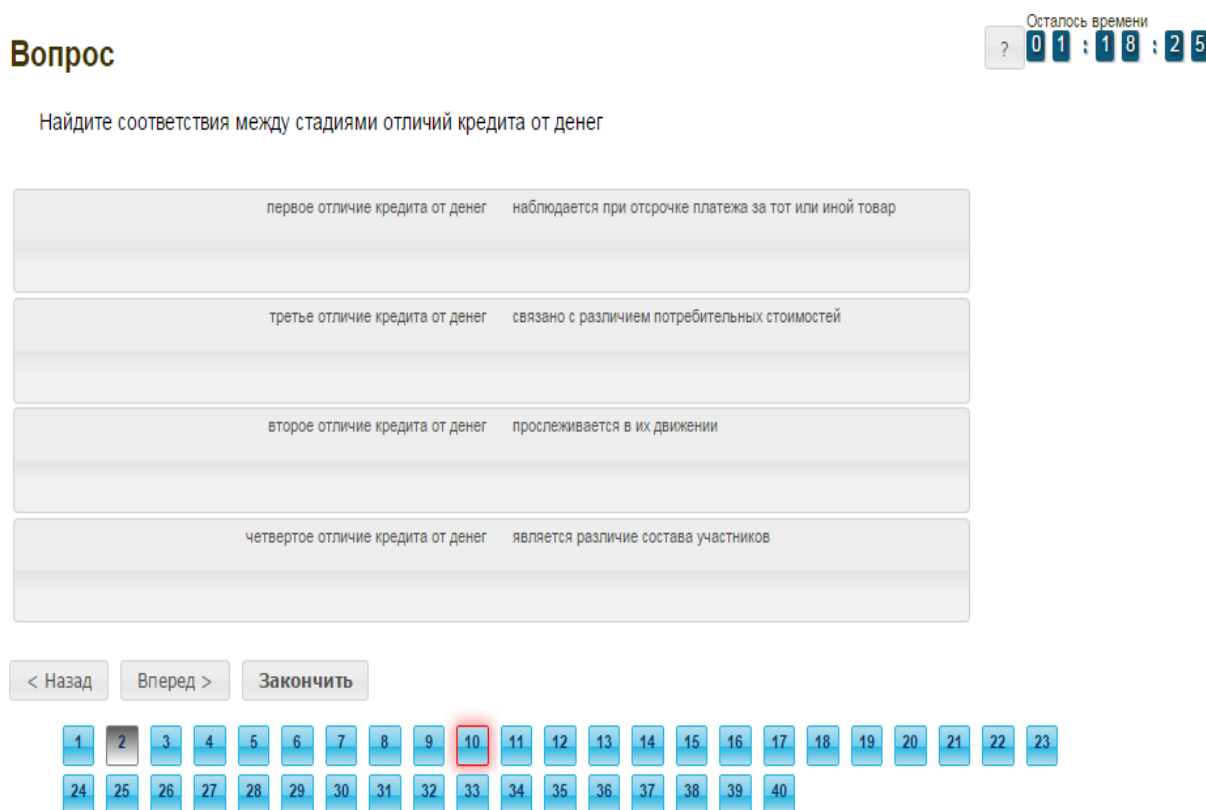 Осталось времени
Вопрос
? 0 1 : 1 8 : 2 5
Найдите соответствия между стадиями отличий кредита от денег
первое отличие кредита от денег наблюдается при отсрочке платежа за тот или иной товар
третье отличие кредита от денег связано с различием потребительных стоимостей
второе отличие кредита от денег прослеживается в их движении
четвертое отличие кредита от денег является различие состава участников
< Назад Вперед > Закончить
1 2 3 4 5 6 7 8 9 10 11 12 13 14 15 16 17 18 19 20 21 22 23
24 25 26 27 28 29 30 31 32 33 34 35 36 37 38 39 40